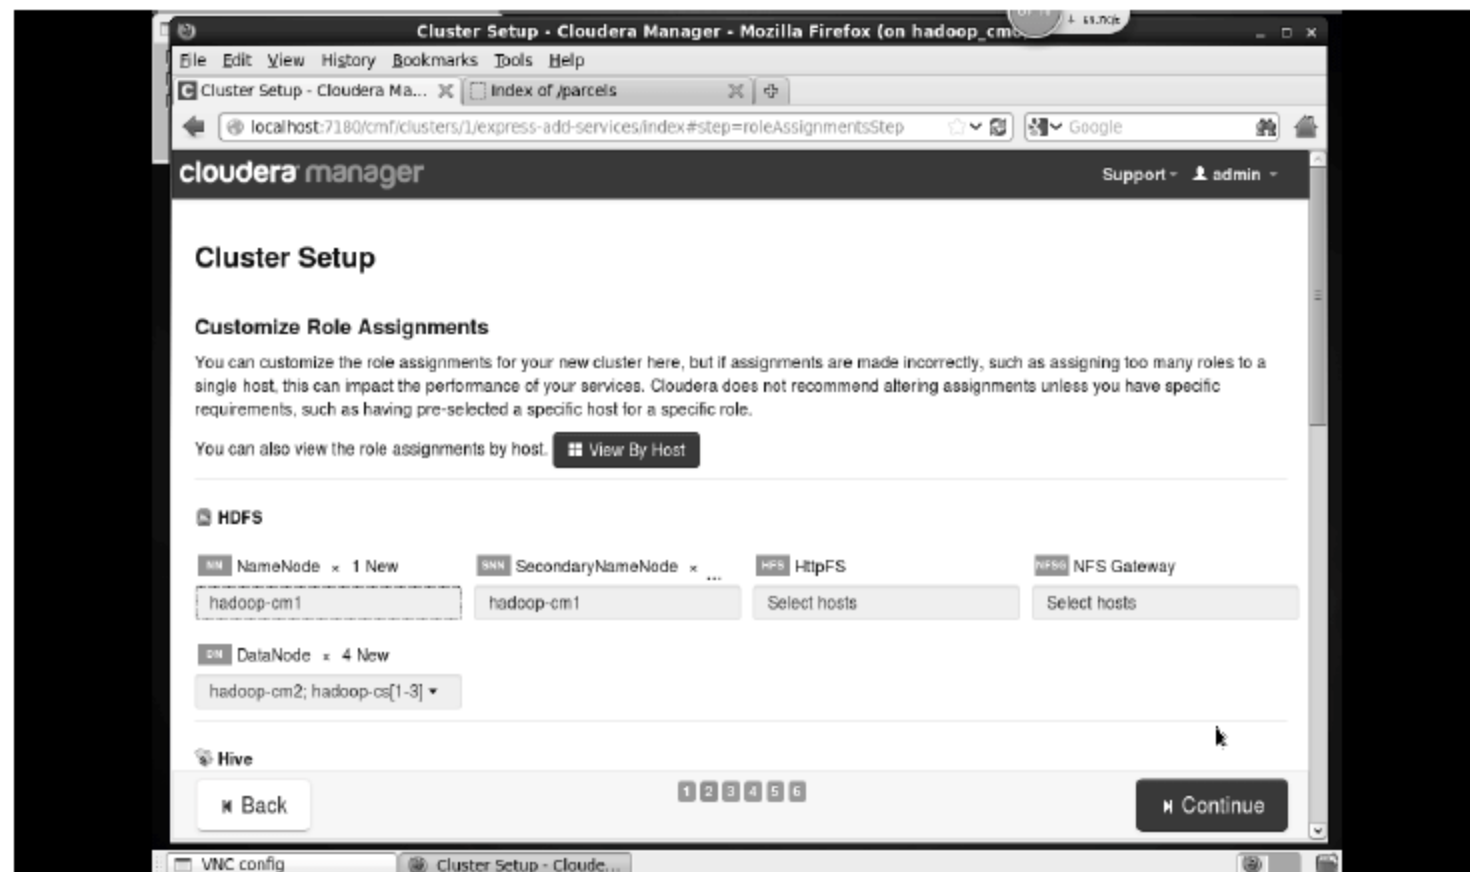 Cluster Setup - Cloudera Manager - Mozilla Firefox (on hadoop_cm
File Edit View History Bookmarks Tools Help
Cluster Setup - Cloudera Ma... Index of /parcels
localhost:7180/cmf/clusters/1/express-add-services/index#step=roleAssignmentsStep Google
cloudera manager Support admin
Cluster Setup
Customize Role Assignments
You can customize the role assignments for your new cluster here, but if assignments are made incorrectly, such as assigning too many roles to a
single host, this can impact the performance of your services. Cloudera does not recommend altering assignments unless you have specific
requirements, such as having pre-selected a specific host for a specific role.
You can also view the role assignments by host. View By Host
HDFS
NN NameNode × 1 New SNN SecondaryNameNode × ... HFS HttpFS NFSG NFS Gateway
hadoop-cm1 hadoop-cm1 Select hosts Select hosts
DN DataNode × 4 New
hadoop-cm2; hadoop-cs[1-3]
Hive
Back 1 2 3 4 5 6 Continue
VNC config Cluster Setup - Cloude...